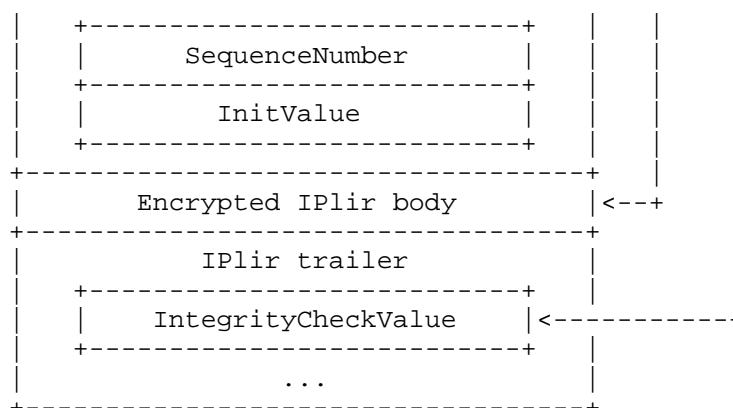 SequenceNumber
InitValue
Encrypted IPlir body
IPlir trailer
IntegrityCheckValue
...